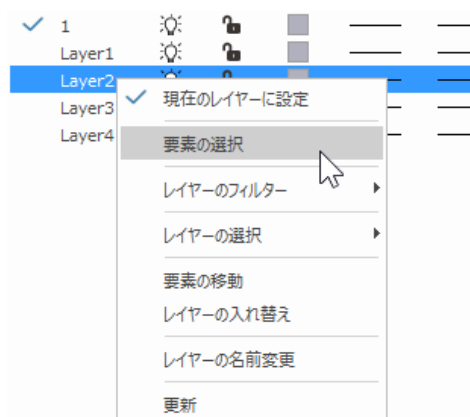 1
Layer1
Layer2
現在のレイヤーに設定
Layer3
Layer4
要素の選択
レイヤーのフィルター
レイヤーの選択
要素の移動
レイヤーの入れ替え
レイヤーの名前変更
更新